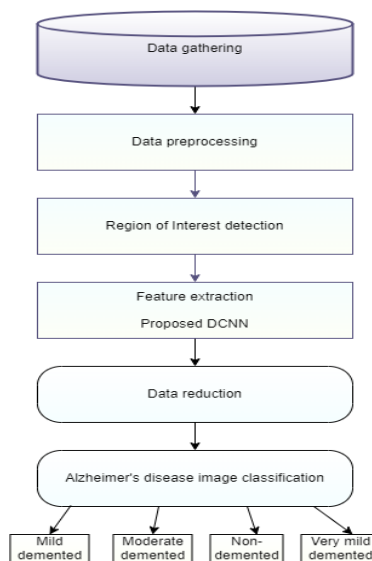 Data gathering
Data preprocessing
Region of Interest detection
Feature extraction
Proposed DCNN
Data reduction
Alzheimer's disease image classification
Mild
demented
Moderate
demented
Non-
demented
Very mild
demented